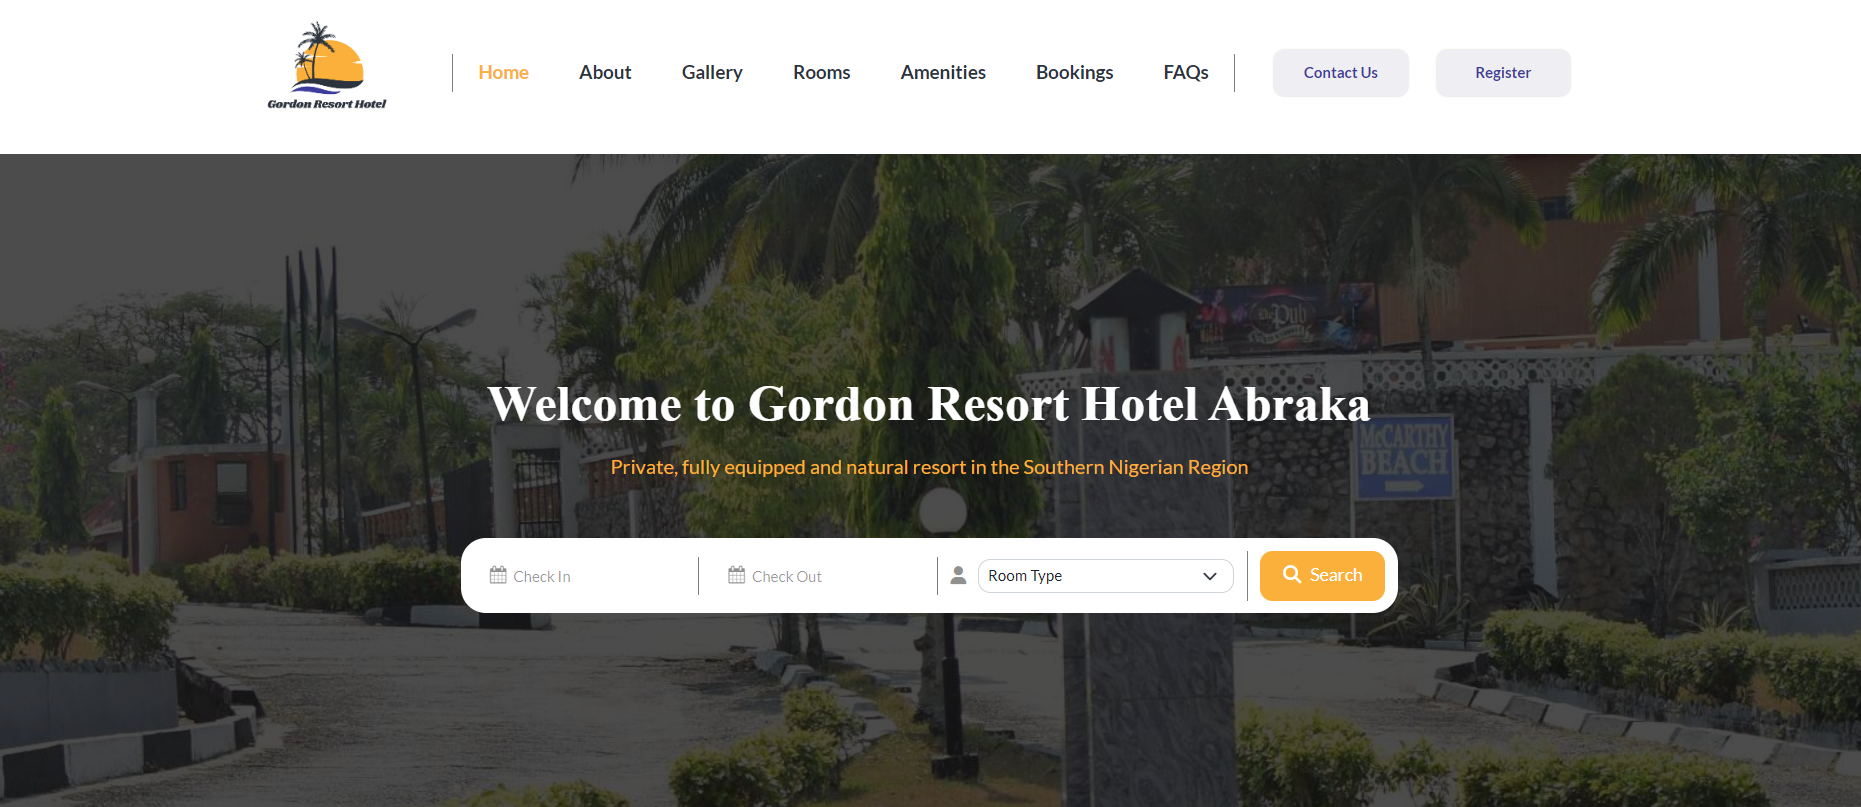 Gordon Resort Hotel
Home About Gallery Rooms Amenities Bookings FAQs Contact Us Register
De Pub
Welcome to Gordon Resort Hotel Abraka
McCARTHY
BEACH
Private, fully equipped and natural resort in the Southern Nigerian Region
Check In Check Out Room Type Search